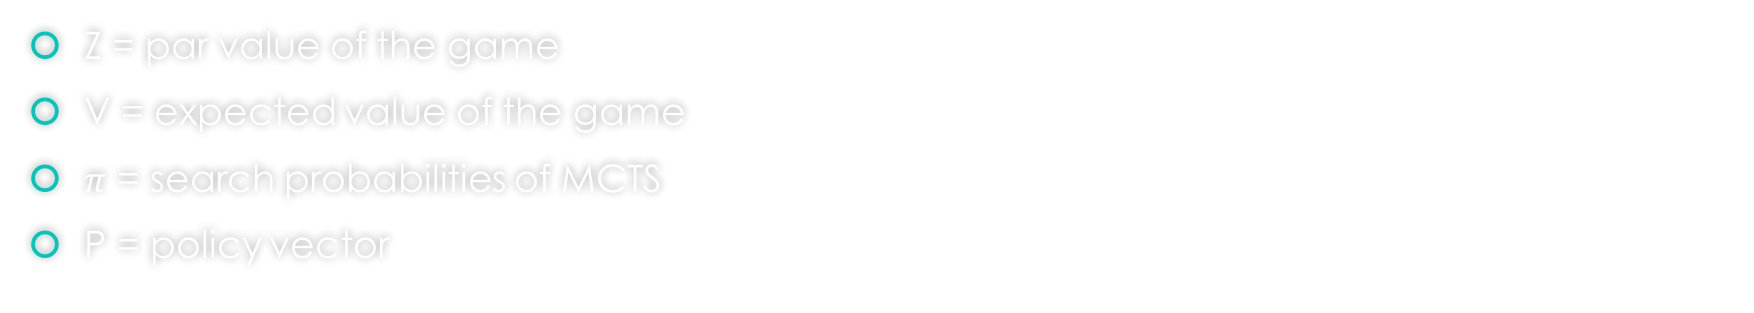 Z = par value of the game
V = expected value of the game
π = search probabilities of MCTS
P = policy vector